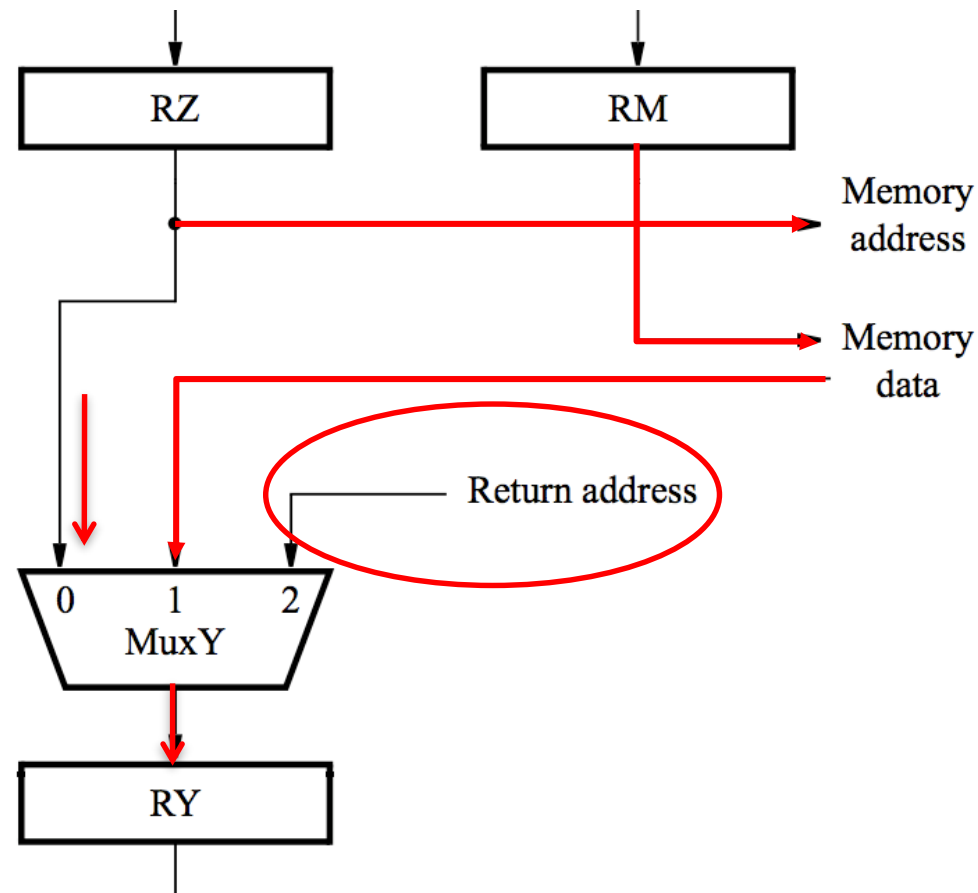 RZ
RM
Memory
address
Memory
data
Return address
0 1 2
MuxY
RY